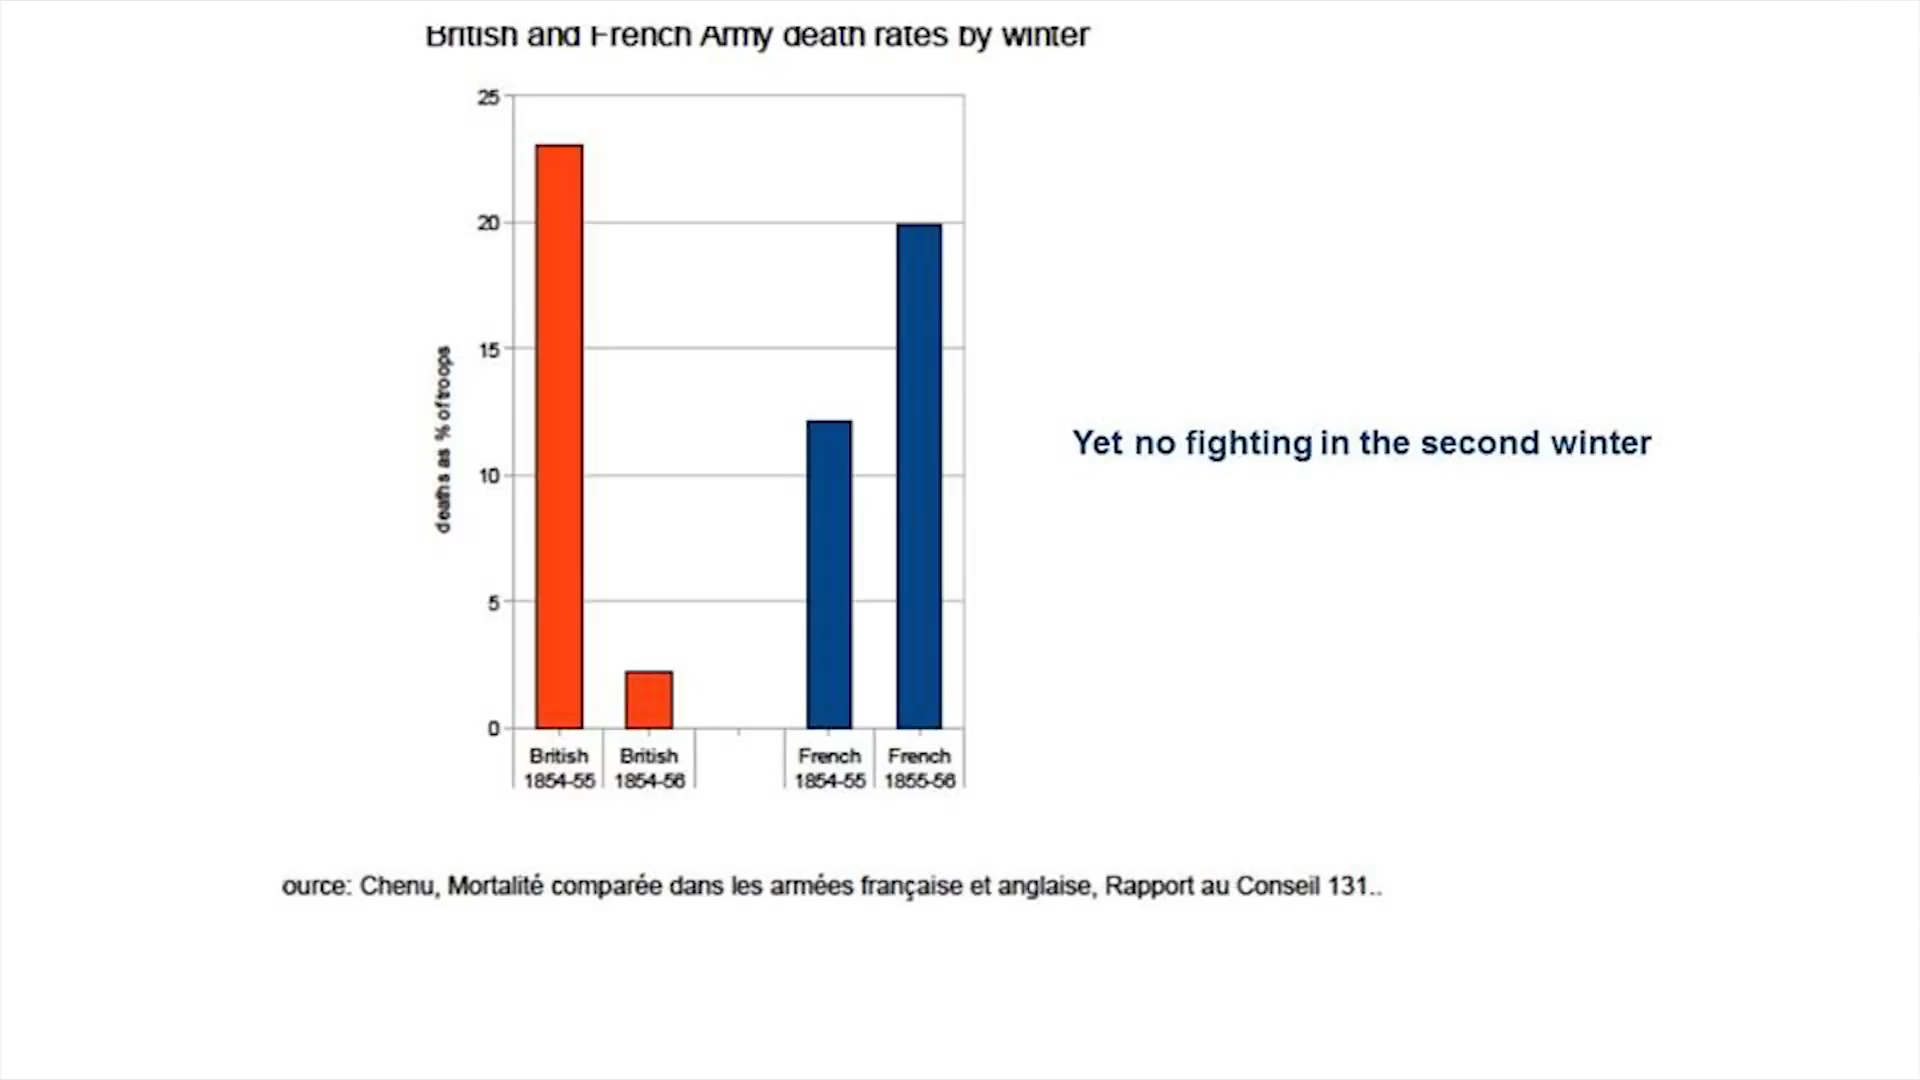 British and French Army death rates by winter
25
20
15
10
5
0
deaths as % of troops
British
1854-55
British
1854-56
French
1854-55
French
1855-56
Yet no fighting in the second winter
ource: Chenu, Mortalité comparée dans les armées française et anglaise, Rapport au Conseil 131..